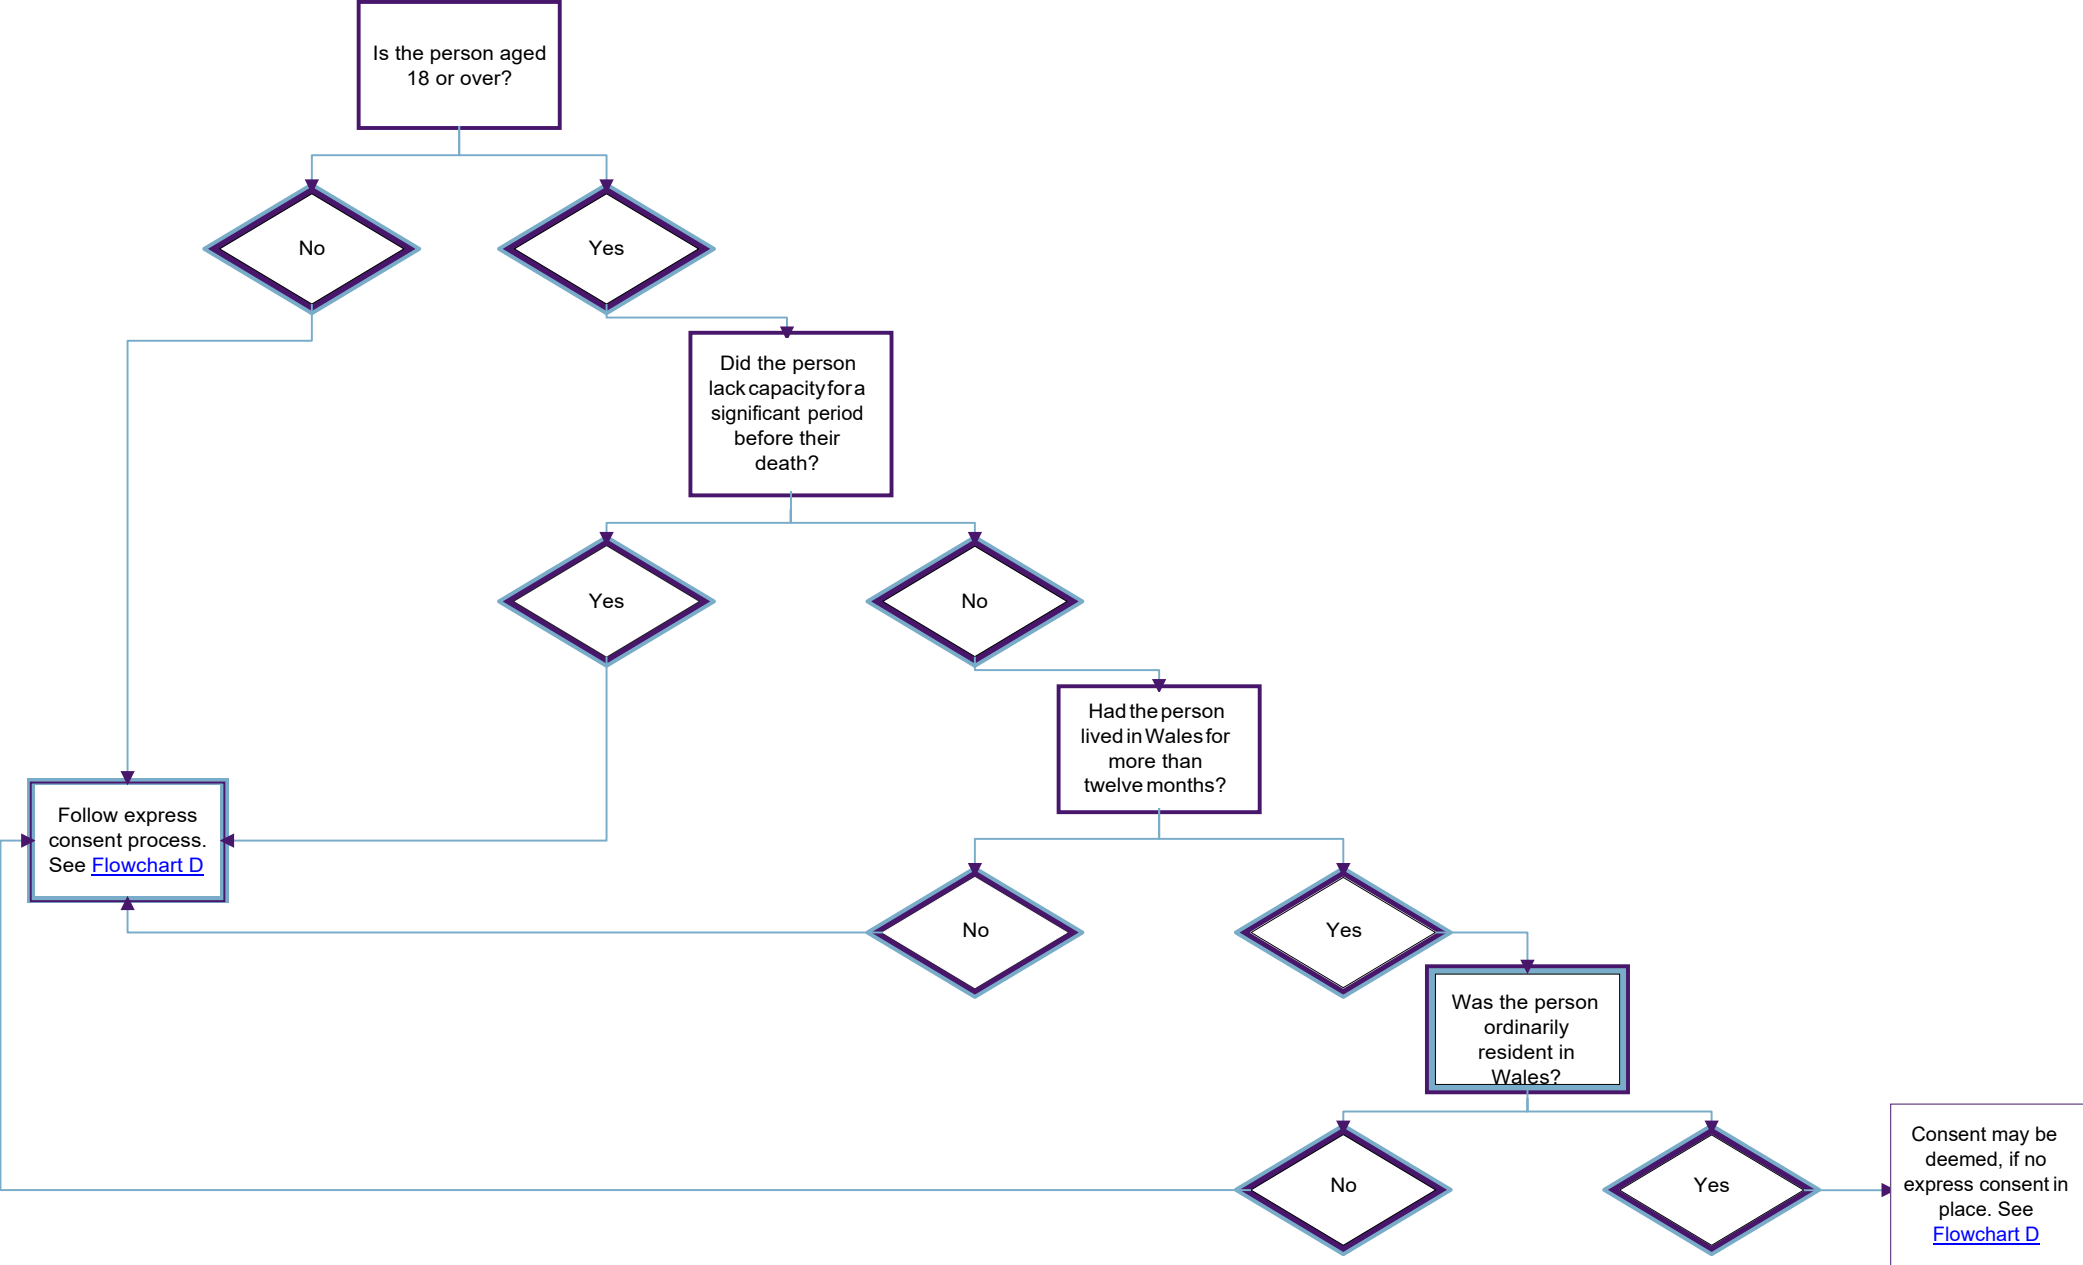 Is the person aged
18 or over?
No
Yes
Did the person
lack capacity for a
significant period
before their
death?
Yes
No
Had the person
lived in Wales for
more than
twelve months?
Follow express
consent process.
See Flowchart D
No
Yes
Was the person
ordinarily
resident in
Wales?
No
Yes
Consent may be
deemed, if no
express consent in
place. See
Flowchart D